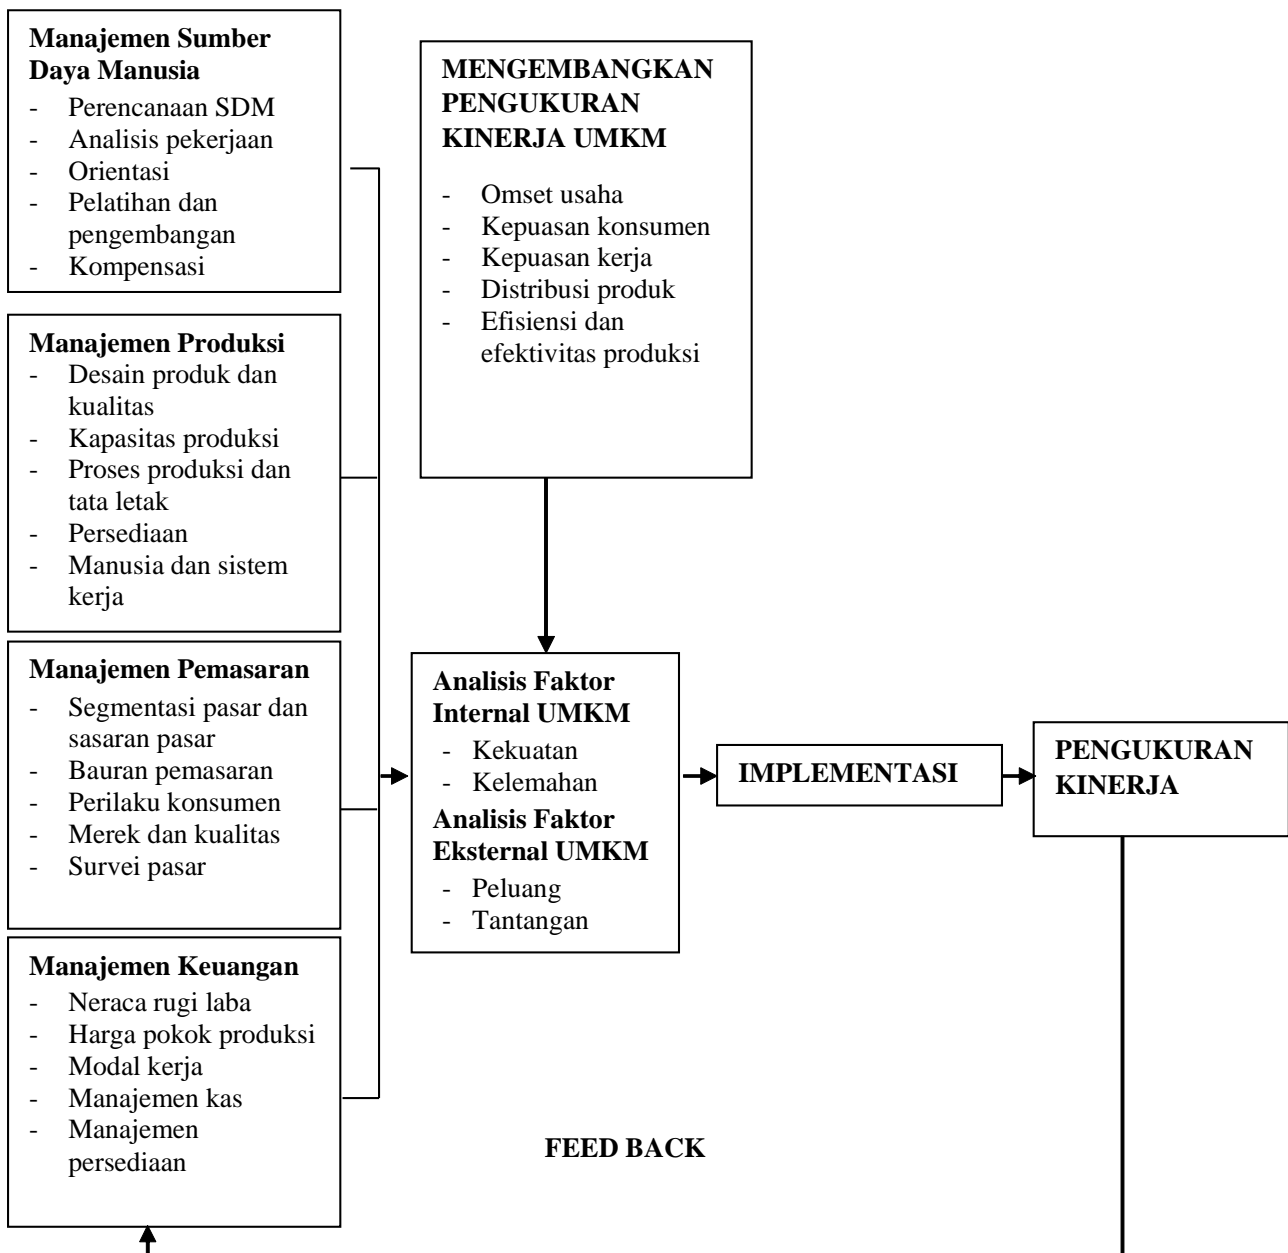 Manajemen Sumber
Daya Manusia
- Perencanaan SDM
- Analisis pekerjaan
- Orientasi
- Pelatihan dan
pengembangan
- Kompensasi
Manajemen Produksi
- Desain produk dan
kualitas
- Kapasitas produksi
- Proses produksi dan
tata letak
- Persediaan
- Manusia dan sistem
kerja
Manajemen Pemasaran
- Segmentasi pasar dan
sasaran pasar
- Bauran pemasaran
- Perilaku konsumen
- Merek dan kualitas
- Survei pasar
Manajemen Keuangan
- Neraca rugi laba
- Harga pokok produksi
- Modal kerja
- Manajemen kas
- Manajemen
persediaan
MENGEMBANGKAN
PENGUKURAN
KINERJA UMKM
- Omset usaha
- Kepuasan konsumen
- Kepuasan kerja
- Distribusi produk
- Efisiensi dan
efektivitas produksi
Analisis Faktor
Internal UMKM
- Kekuatan
- Kelemahan
Analisis Faktor
Eksternal UMKM
- Peluang
- Tantangan
IMPLEMENTASI
PENGUKURAN
KINERJA
FEED BACK